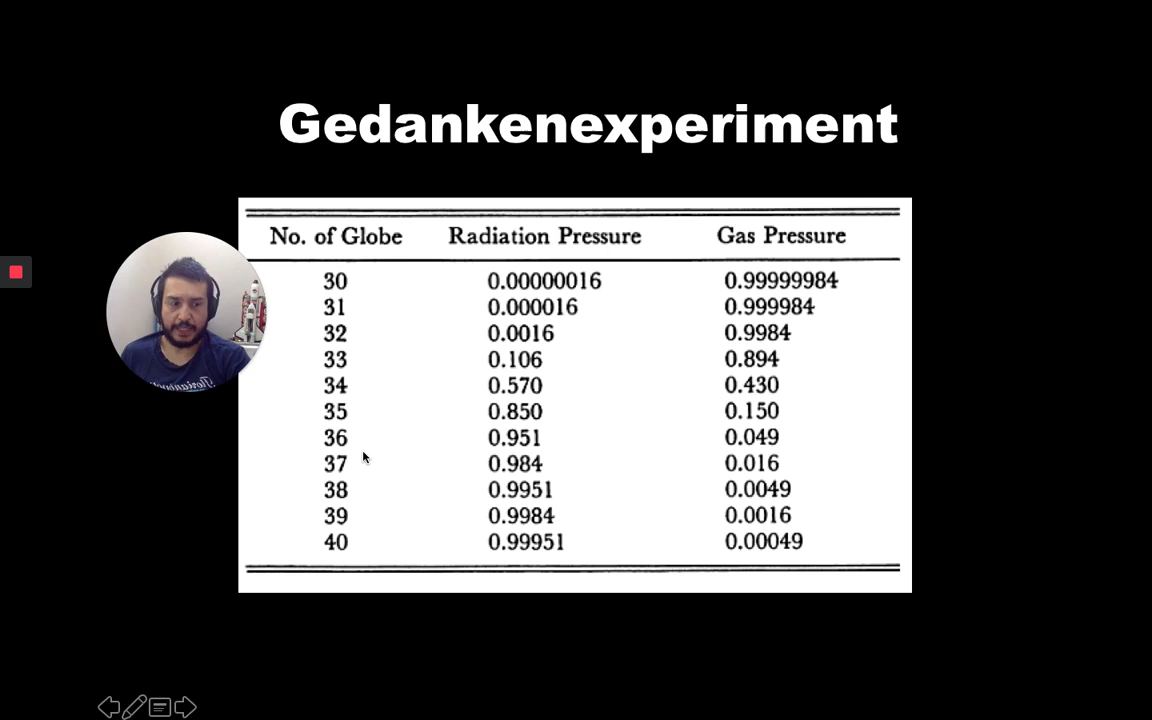 Gedankenexperiment
No. of Globe Radiation Pressure Gas Pressure
30 0.00000016 0.99999984
31 0.000016 0.999984
32 0.0016 0.9984
33 0.106 0.894
34 0.570 0.430
35 0.850 0.150
36 0.951 0.049
37 0.984 0.016
38 0.9951 0.0049
39 0.9984 0.0016
40 0.99951 0.00049